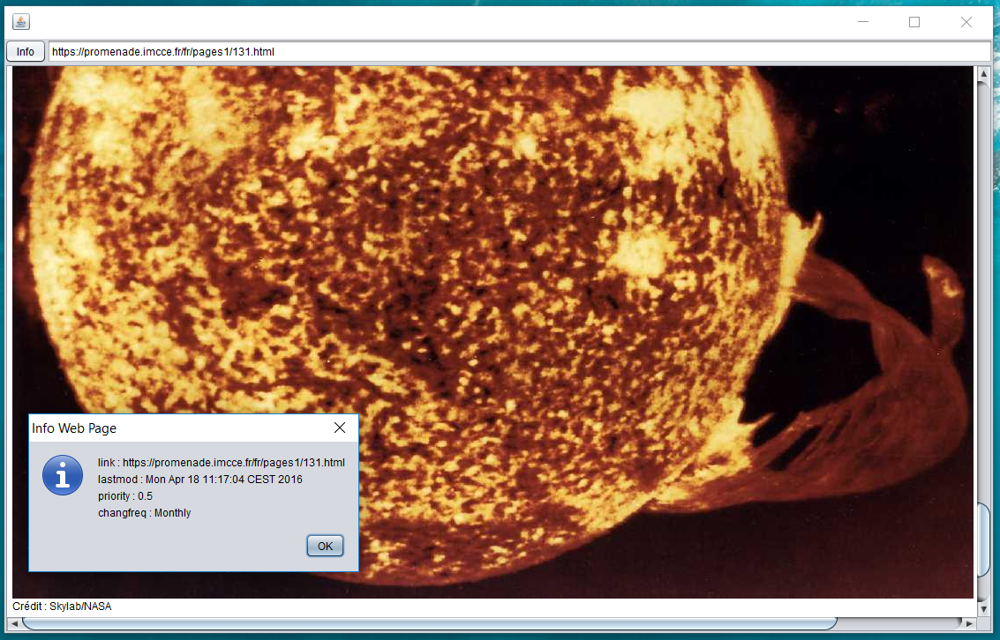 Info
https://promenade.imcce.fr/fr/pages1/131.html
Info Web Page
link : https://promenade.imcce.fr/fr/pages1/131.html
lastmod : Mon Apr 18 11:17:04 CEST 2016
priority : 0.5
changfreq : Monthly
OK
Crédit : Skylab/NASA